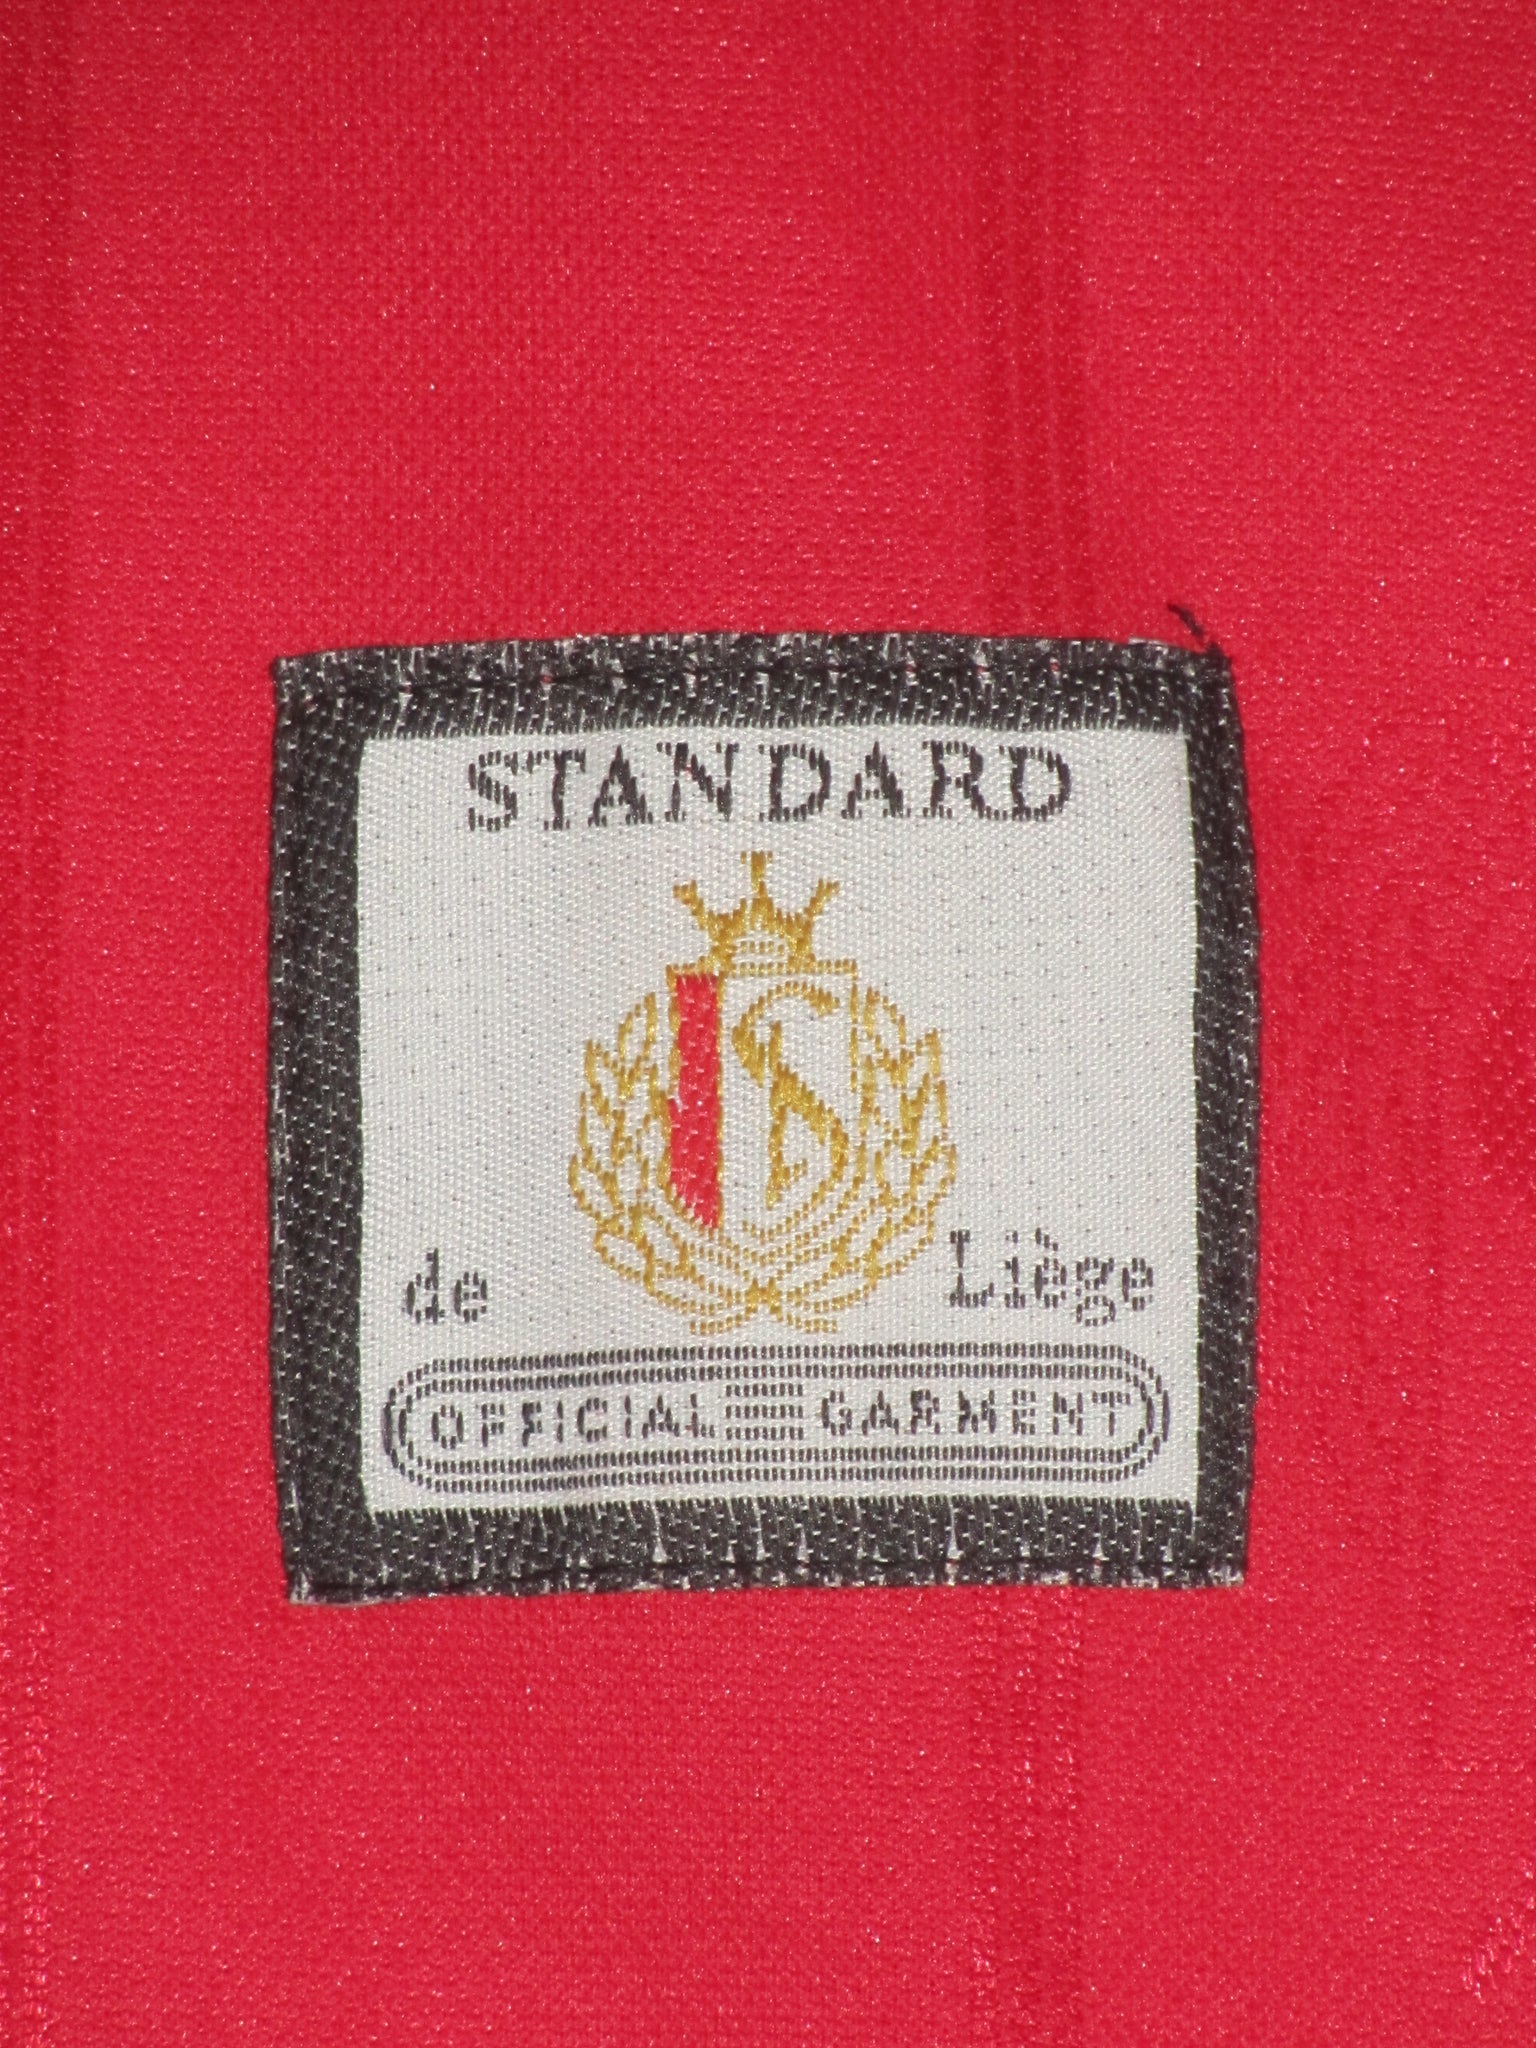 STANDARD
S
de Liège
OFFICIAL GARMENT